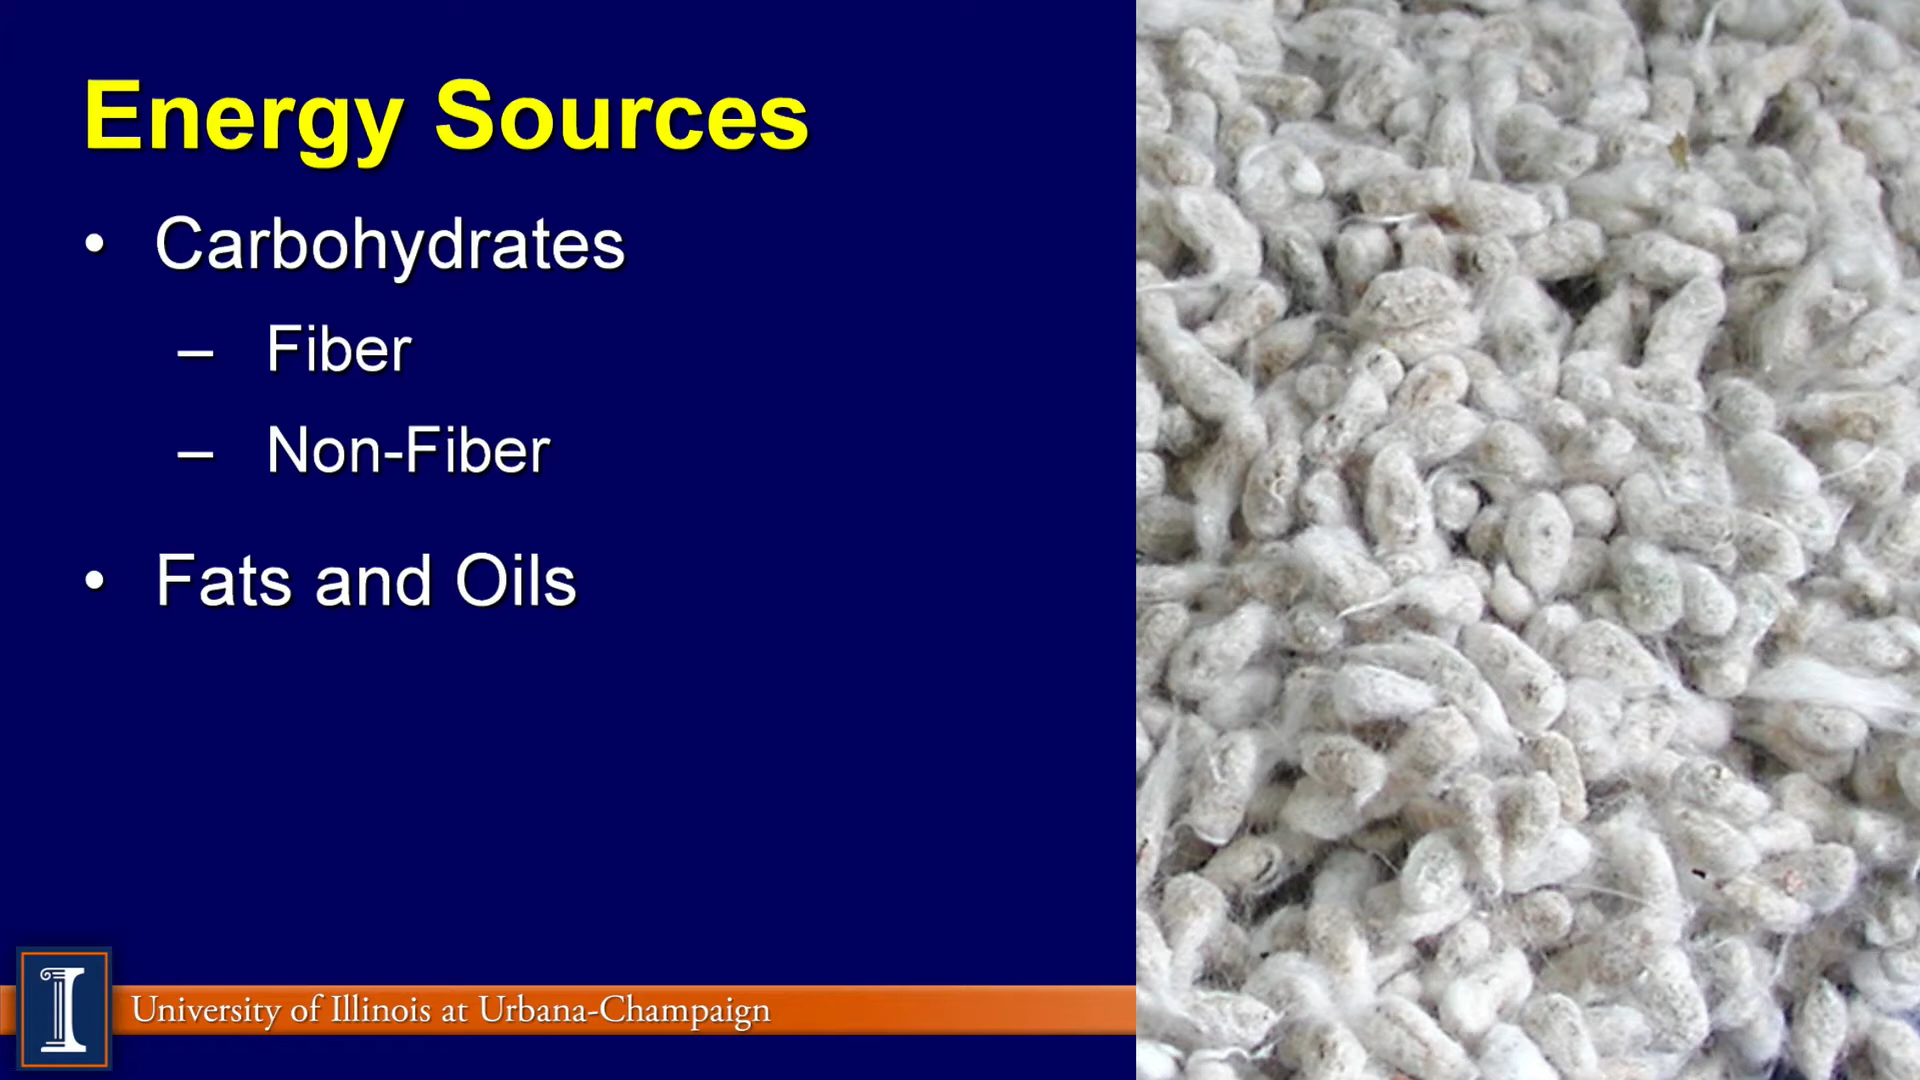 Energy Sources
• Carbohydrates
– Fiber
– Non-Fiber
• Fats and Oils
I
University of Illinois at Urbana-Champaign